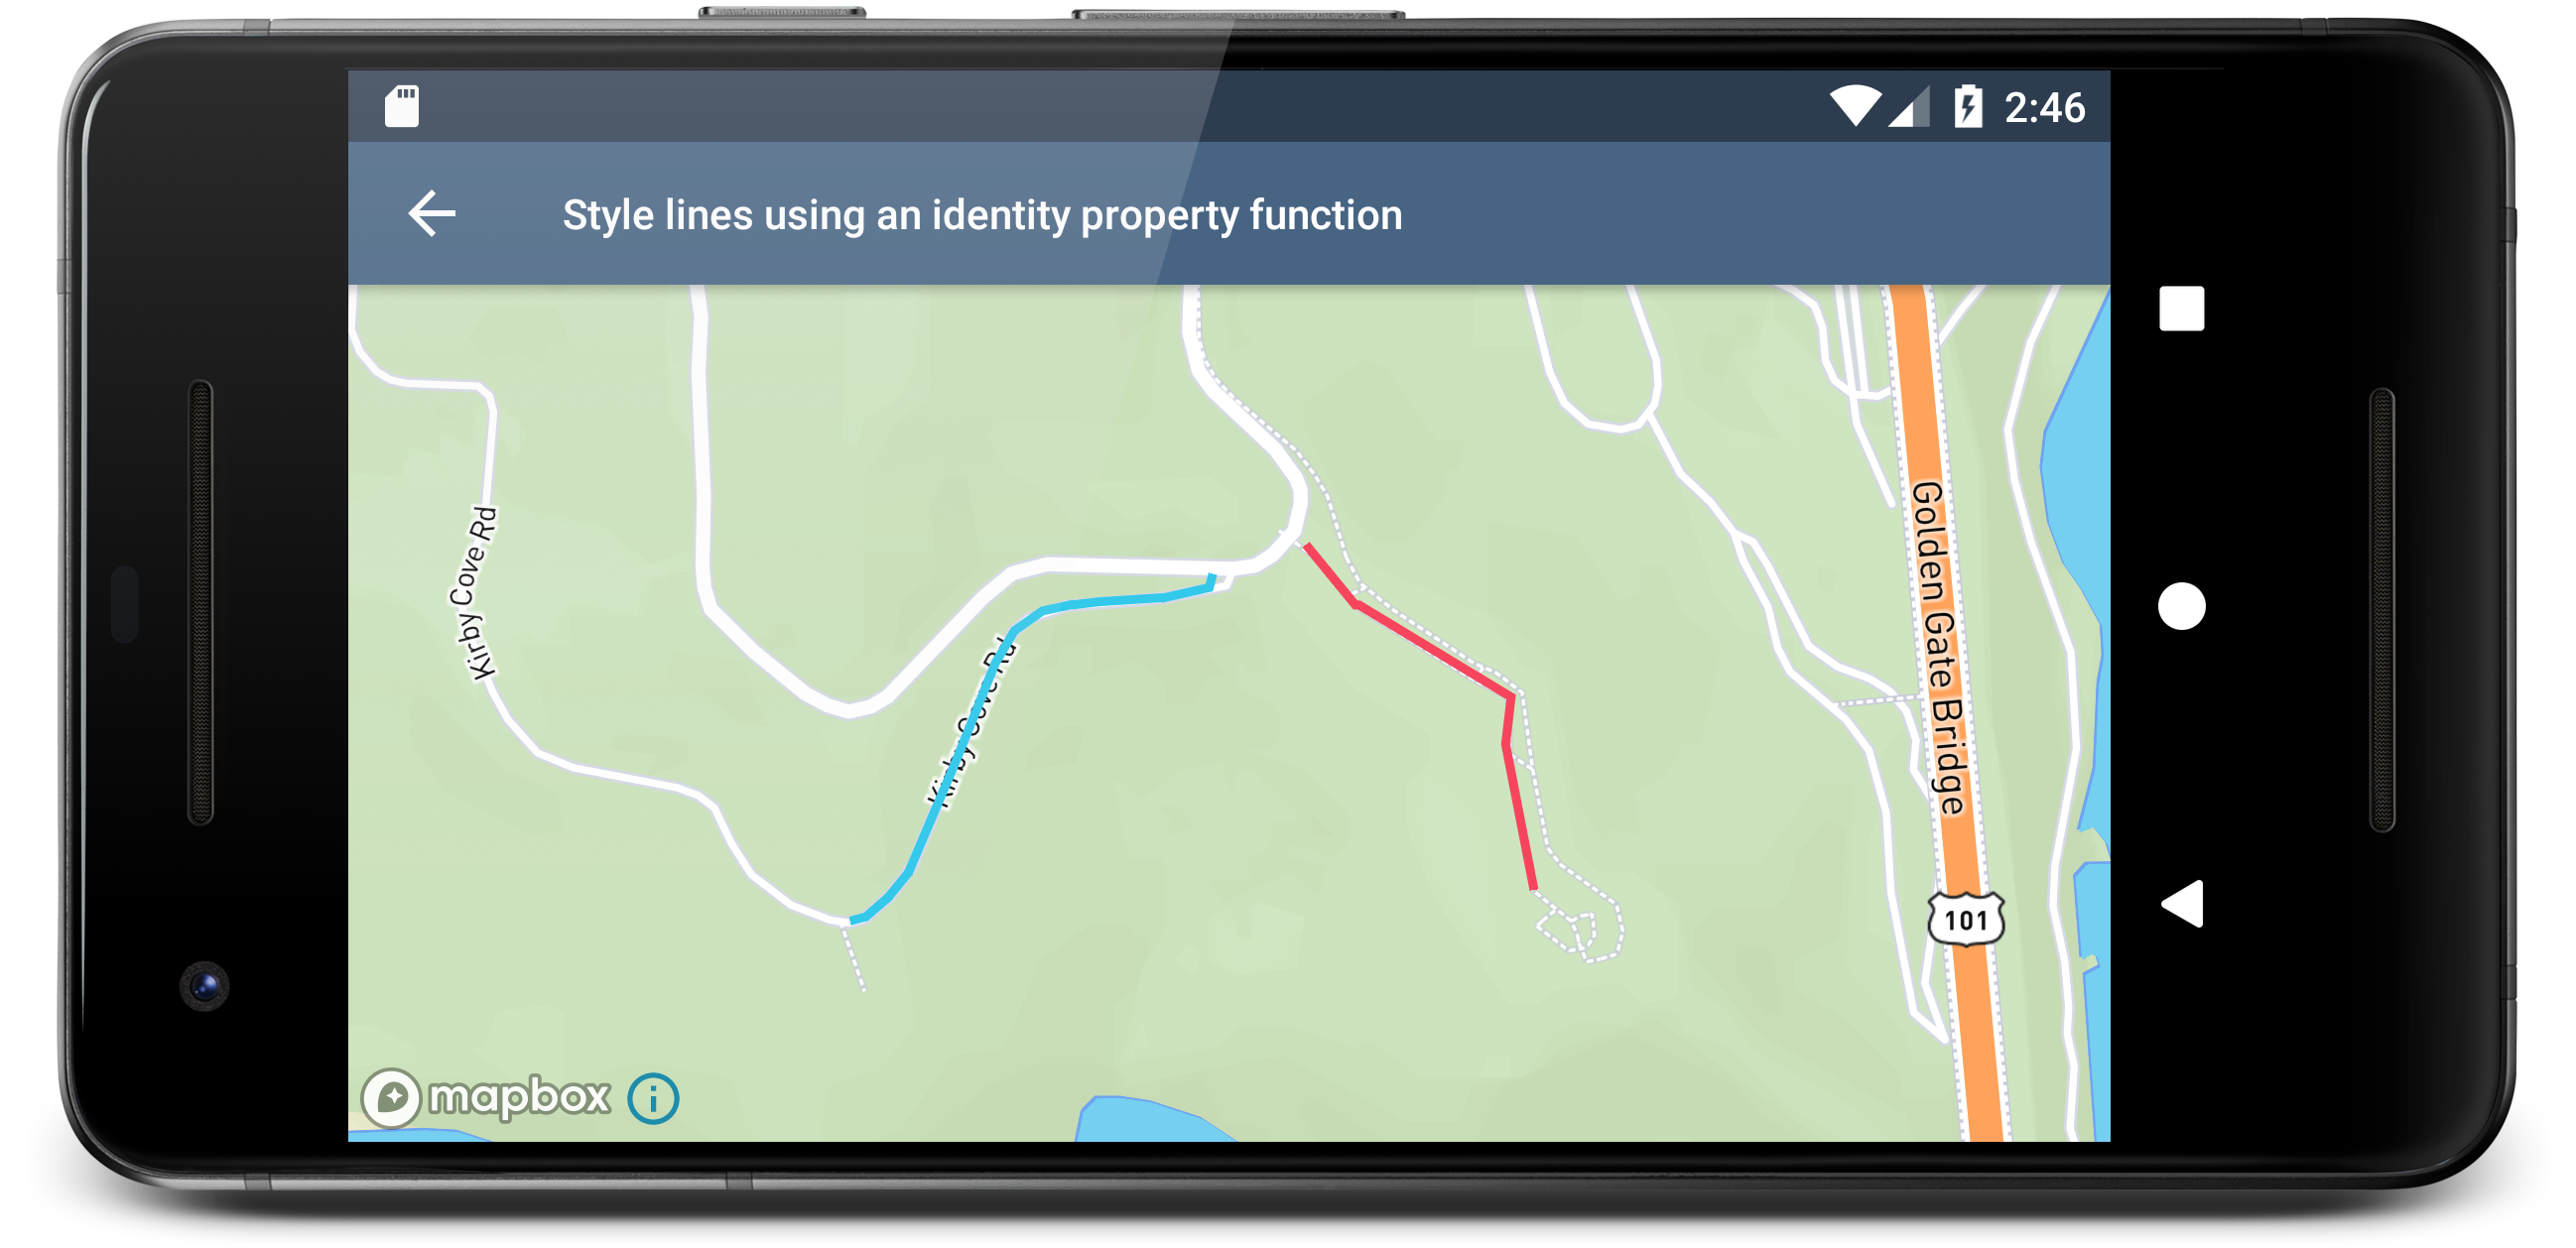 2:46
Style lines using an identity property function
Kirby Cove Rd
Kirby Cove Rd
Golden Gate Bridge
101
mapbox